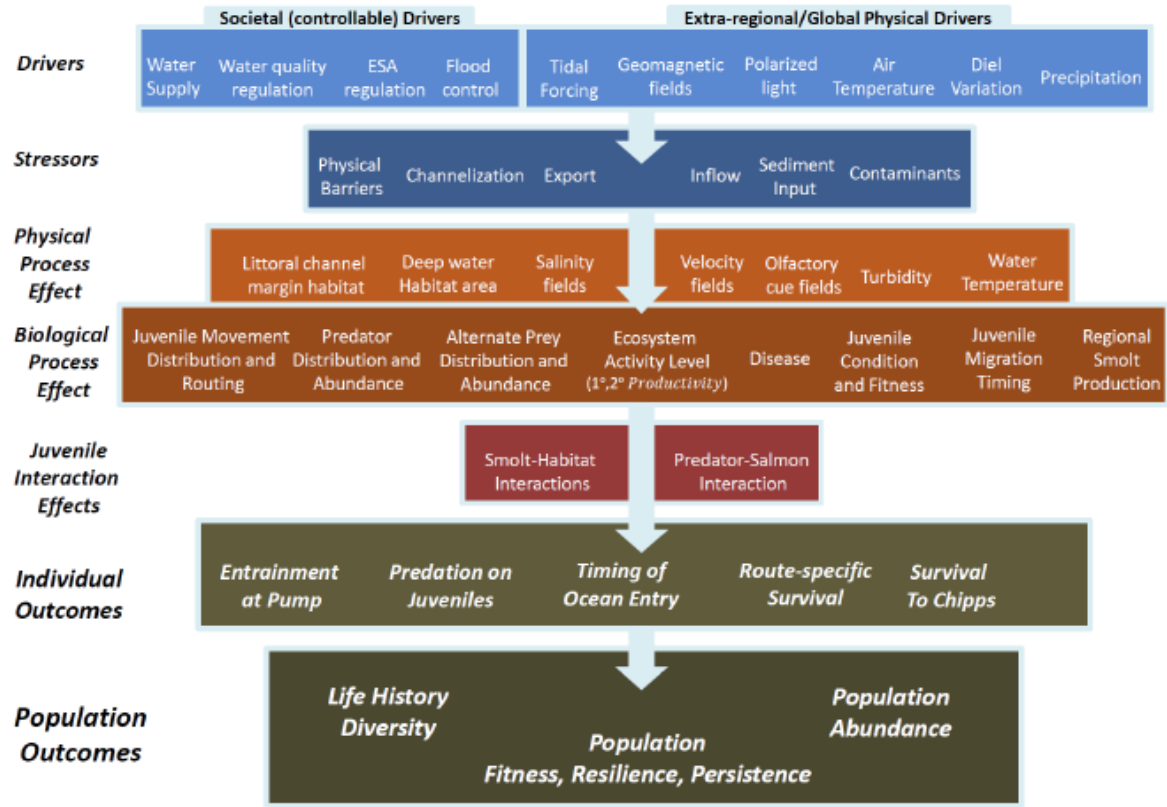 Societal (controllable) Drivers
Extra-regional/Global Physical Drivers
Drivers
Water
Supply
Water quality
regulation
ESA
regulation
Flood
control
Tidal
Forcing
Geomagnetic
fields
Polarized
light
Air
Temperature
Diel
Variation
Precipitation
Stressors
Physical
Barriers
Channelization
Export
Inflow
Sediment
Input
Contaminants
Physical
Process
Effect
Littoral channel
margin habitat
Deep water
Habitat area
Salinity
fields
Velocity
fields
Olfactory
cue fields
Turbidity
Water
Temperature
Biological
Process
Effect
Juvenile Movement
Distribution and
Routing
Predator
Distribution and
Abundance
Alternate Prey
Distribution and
Abundance
Ecosystem
Activity Level
(1°,2° Productivity)
Disease
Juvenile
Condition
and Fitness
Juvenile
Migration
Timing
Regional
Smolt
Production
Juvenile
Interaction
Effects
Smolt-Habitat
Interactions
Predator-Salmon
Interaction
Individual
Outcomes
Entrainment
at Pump
Predation on
Juveniles
Timing of
Ocean Entry
Route-specific
Survival
Survival
To Chipps
Population
Outcomes
Life History
Diversity
Population
Fitness, Resilience, Persistence
Population
Abundance